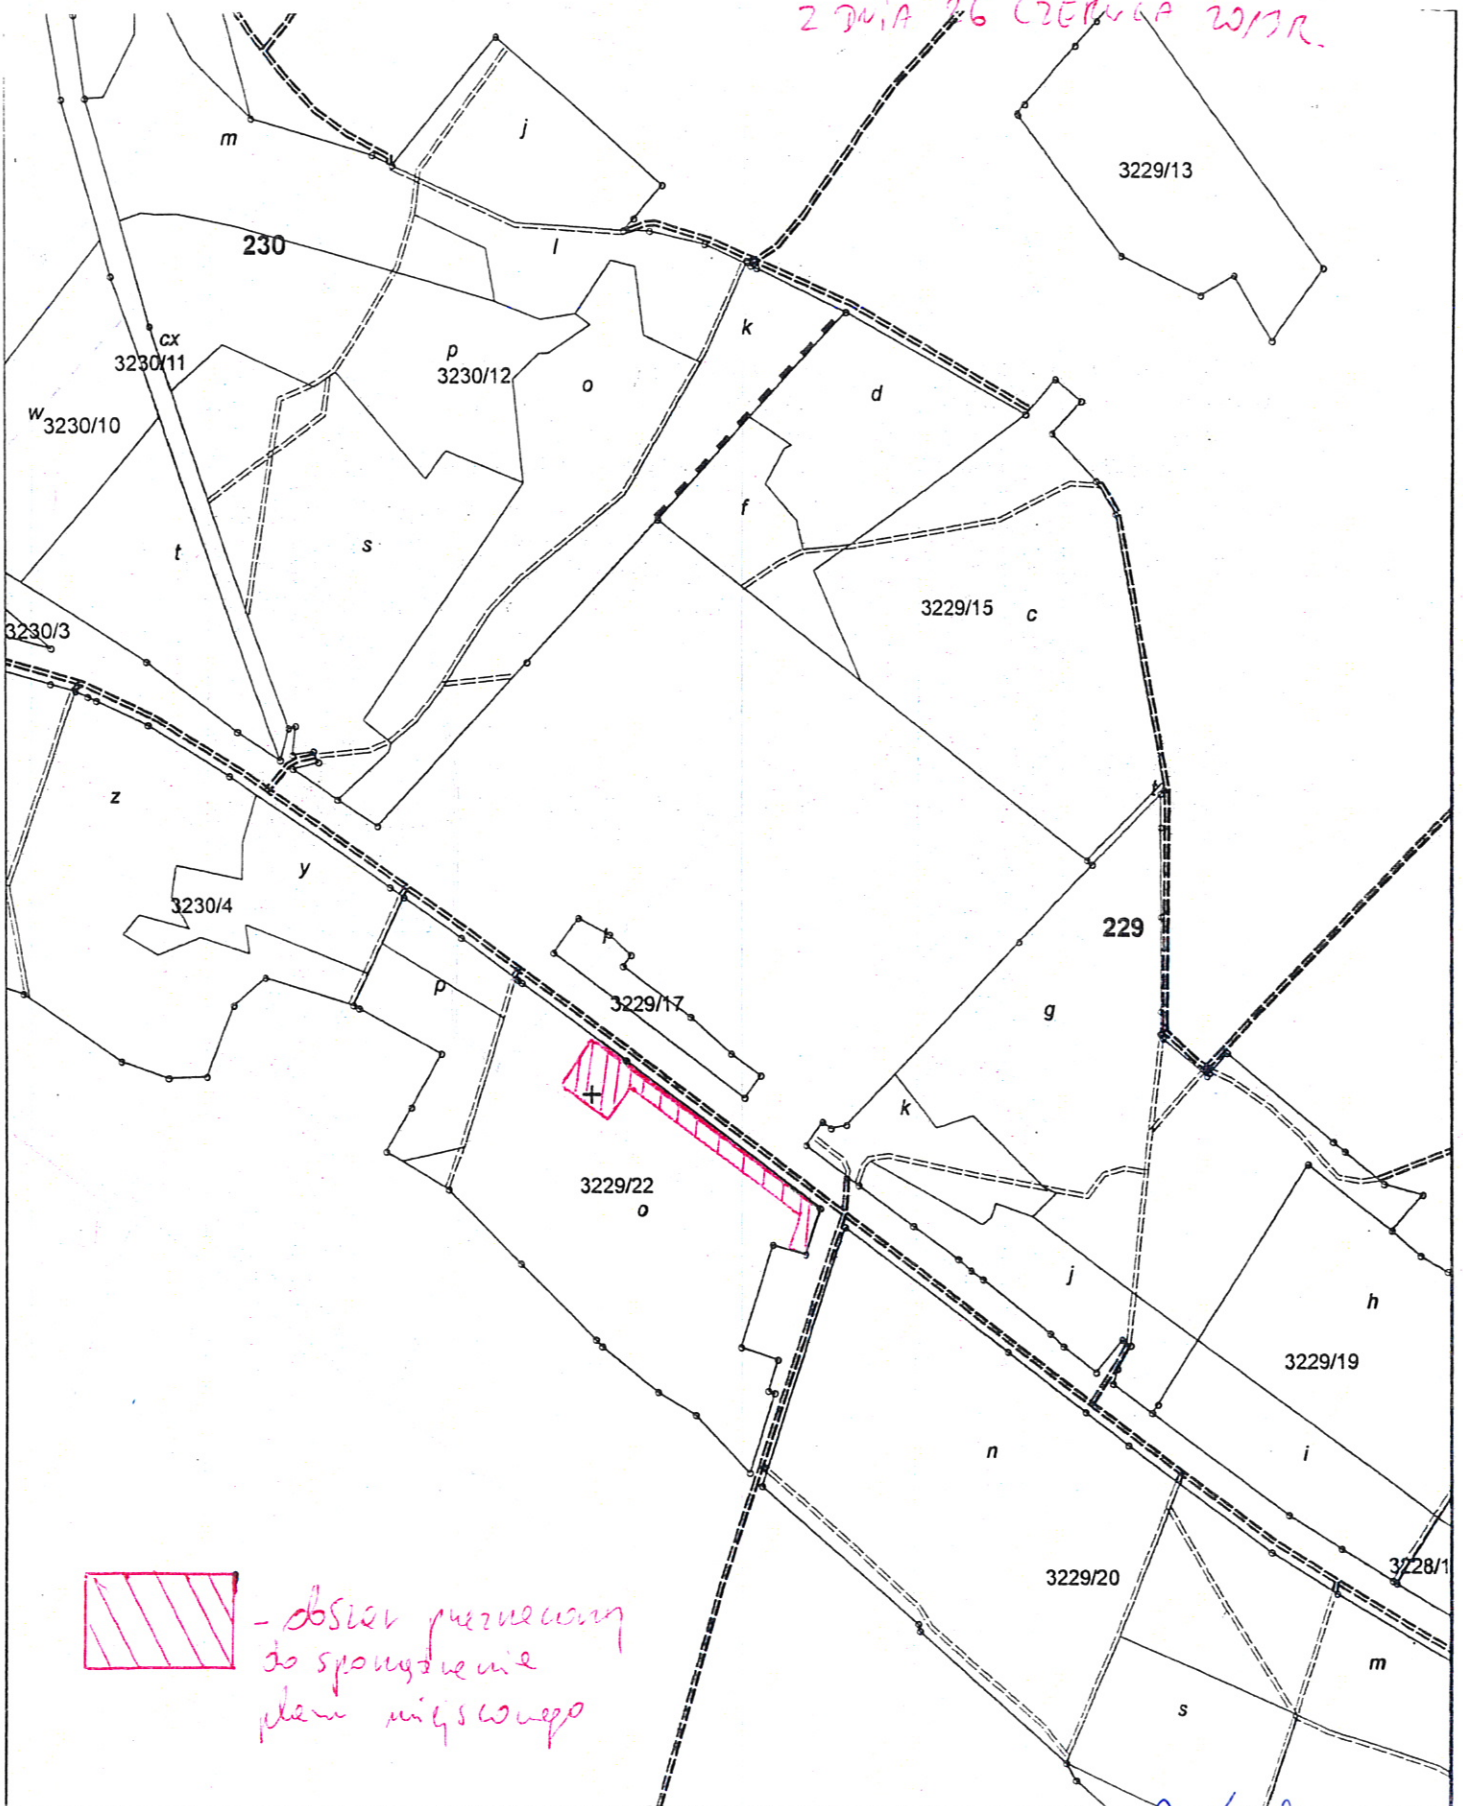 Z DNIA 26 CZERWCA 2013R.
j
m
3229/13
230
l
k
cx
3230/11
p
3230/12
o
d
w
3230/10
f
t
s
3229/15
c
3230/3
z
y
3230/4
229
p
3229/17
g
k
3229/22
o
j
h
3229/19
n
i
3229/20
3228/1
m
s
- obszar przeznaczony
do sporządzenia
planu miejscowego